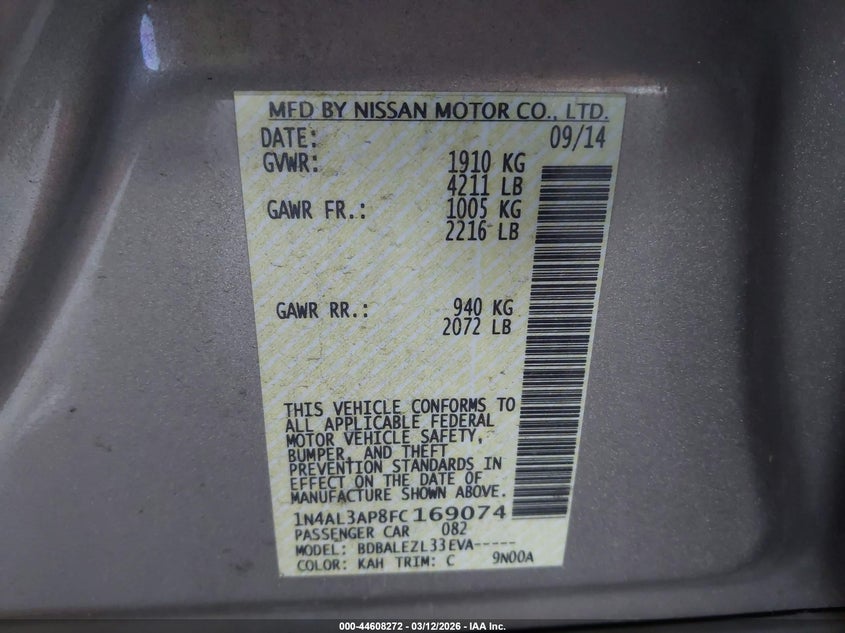 MFD BY NISSAN MOTOR CO., LTD.
DATE: 09/14
GVWR: 1910 KG
4211 LB
GAWR FR.: 1005 KG
2216 LB
GAWR RR.: 940 KG
2072 LB
THIS VEHICLE CONFORMS TO
ALL APPLICABLE FEDERAL
MOTOR VEHICLE SAFETY,
BUMPER, AND THEFT
PREVENTION STANDARDS IN
EFFECT ON THE DATE OF
MANUFACTURE SHOWN ABOVE.
1N4AL3AP8FC169074
PASSENGER CAR 082
MODEL: BDBALEZL33EVA-----
COLOR: KAH TRIM: C 9N00A
000-44608272 - 03/12/2026 - IAA Inc.